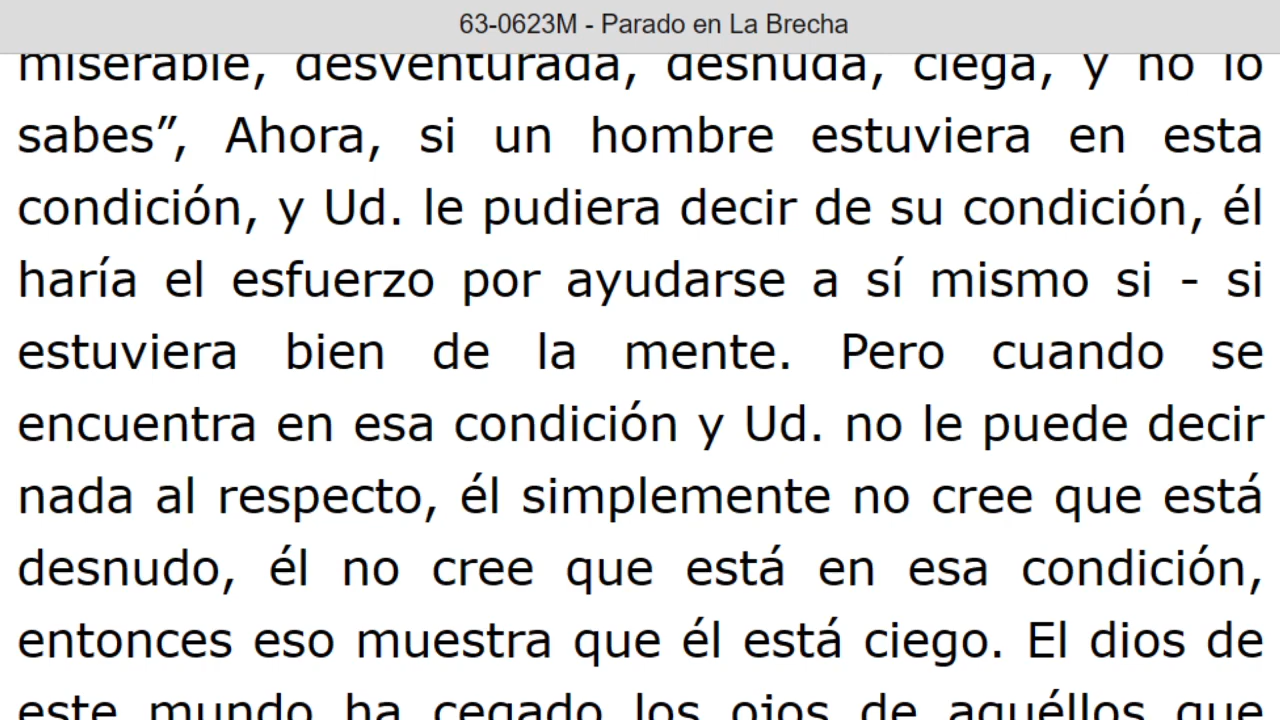 63-0623M - Parado en La Brecha
miserable, desventurada, desnuda, ciega, y no lo
sabes”, Ahora, si un hombre estuviera en esta
condición, y Ud. le pudiera decir de su condición, él
haría el esfuerzo por ayudarse a sí mismo si - si
estuviera bien de la mente. Pero cuando se
encuentra en esa condición y Ud. no le puede decir
nada al respecto, él simplemente no cree que está
desnudo, él no cree que está en esa condición,
entonces eso muestra que él está ciego. El dios de
este mundo ha cegado los ojos de aquéllos que